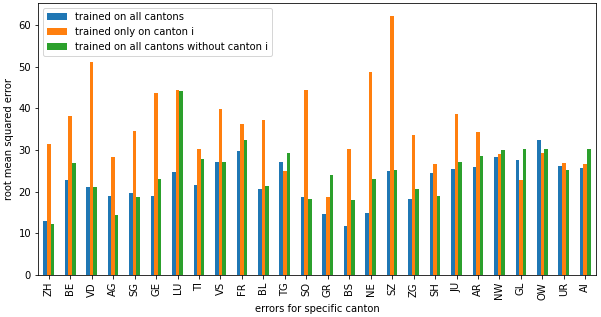 trained on all cantons
trained only on canton i
trained on all cantons without canton i
root mean squared error
60
50
40
30
20
10
0
ZH BE VD AG SG GE LU TI VS FR BL TG SO GR BS NE SZ ZG SH JU AR NW GL OW UR AI
errors for specific canton